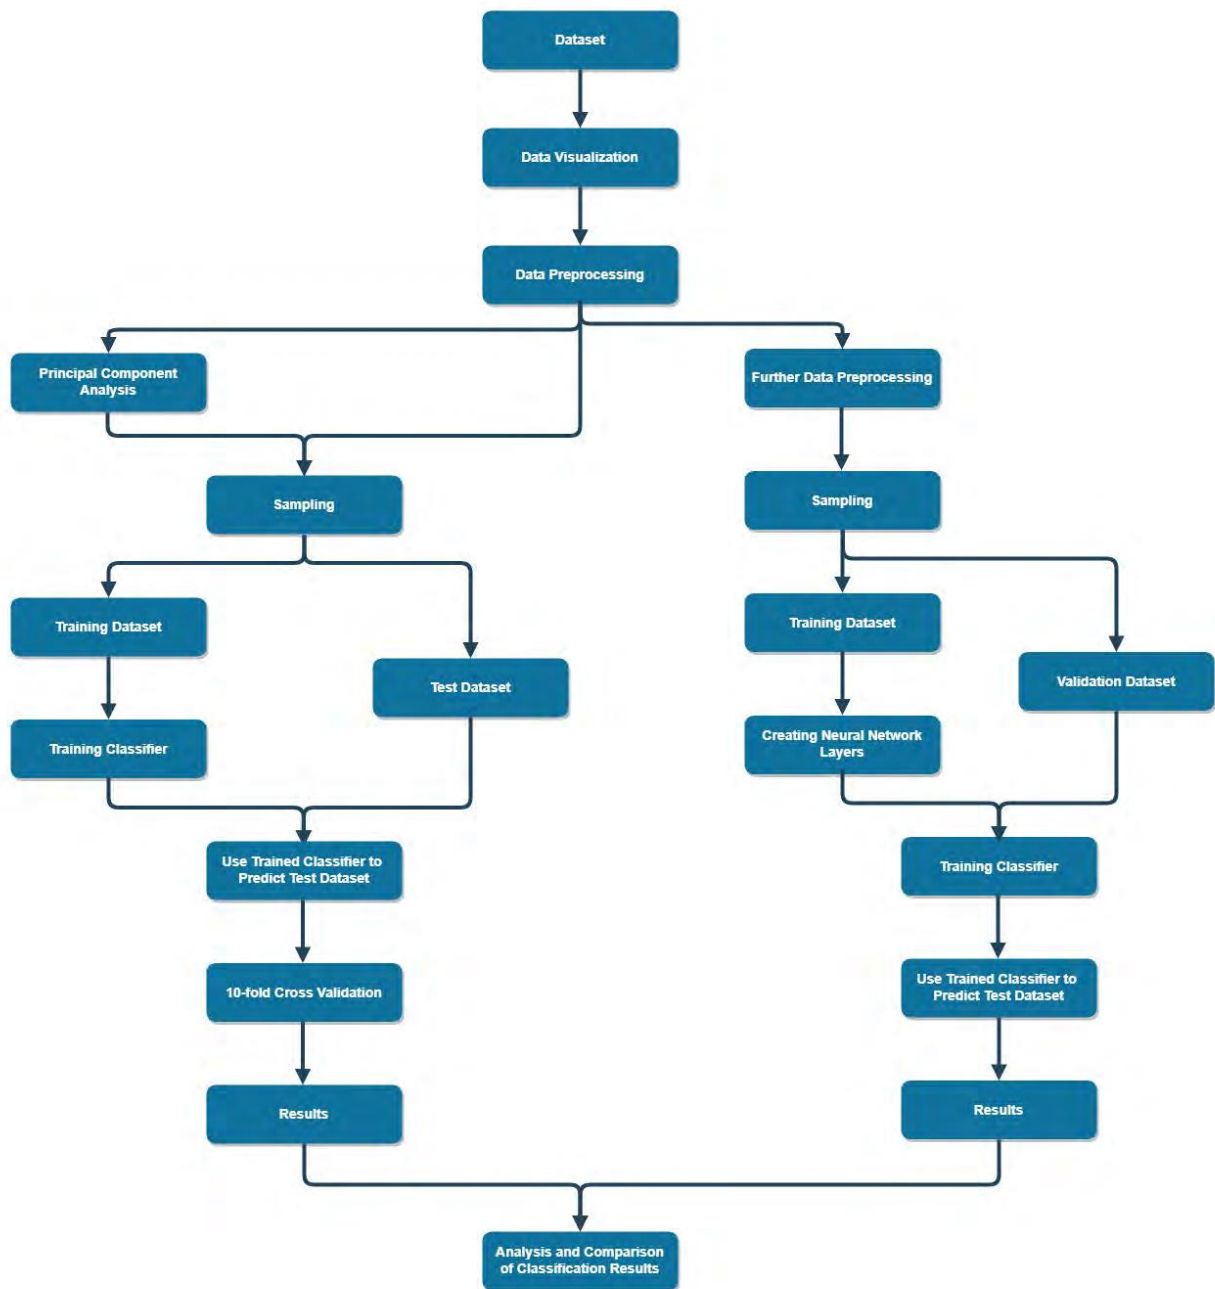 Dataset
Data Visualization
Data Preprocessing
Principal Component
Analysis
Further Data Preprocessing
Sampling
Sampling
Training Dataset
Training Dataset
Test Dataset
Validation Dataset
Training Classifier
Creating Neural Network
Layers
Use Trained Classifier to
Predict Test Dataset
Training Classifier
10-fold Cross Validation
Use Trained Classifier to
Predict Test Dataset
Results
Results
Analysis and Comparison
of Classification Results